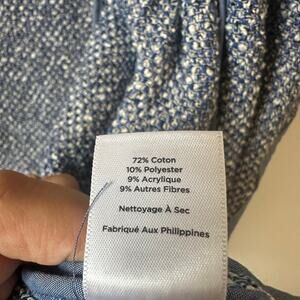 72% Coton
10% Polyester
9% Acrylique
9% Autres Fibres
Nettoyage À Sec
Fabriqué Aux Philippines